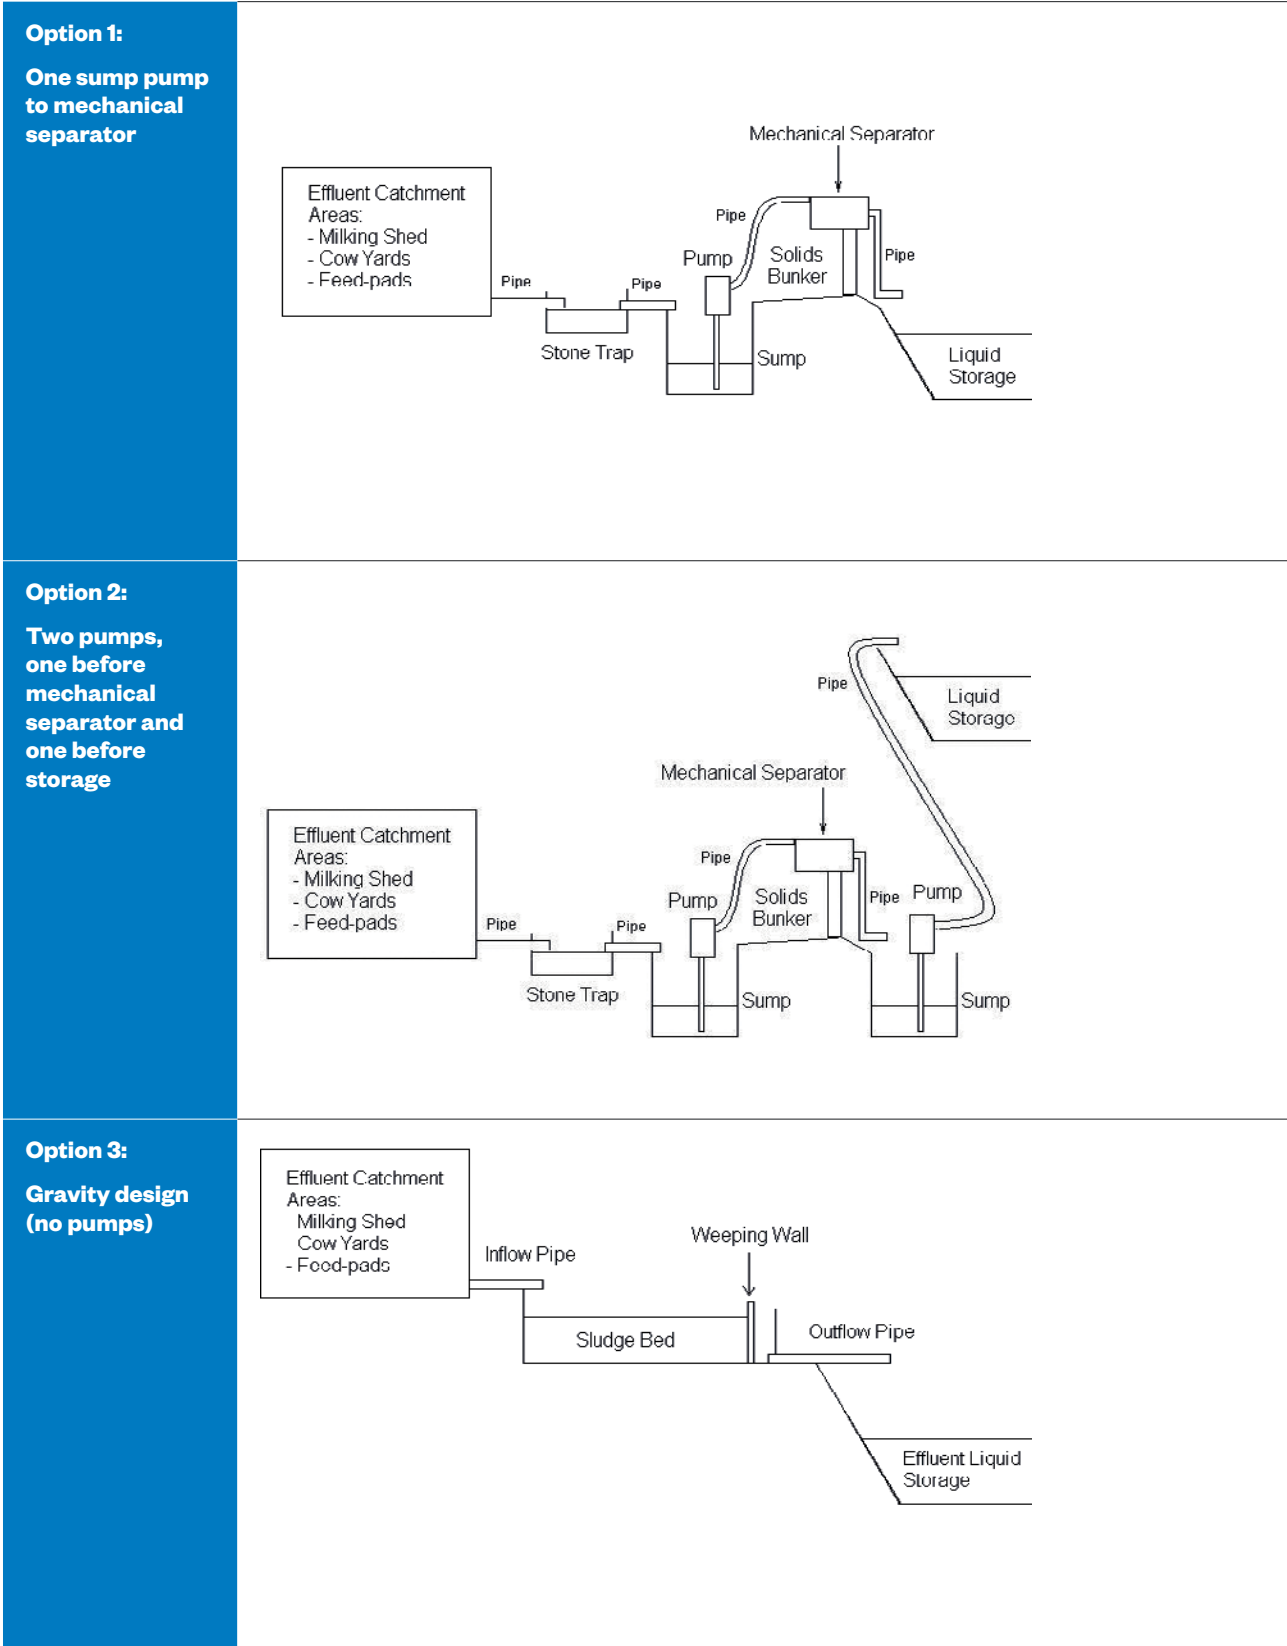 Option 1:
One sump pump
to mechanical
separator
Mechanical Separator
Effluent Catchment
Areas:
- Milking Shed
- Cow Yards
- Feed-pads
Pipe
Pipe
Stone Trap
Pump
Pipe
Solids
Bunker
Pipe
Sump
Liquid
Storage
Option 2:
Two pumps,
one before
mechanical
separator and
one before
storage
Pipe
Liquid
Storage
Mechanical Separator
Effluent Catchment
Areas:
- Milking Shed
- Cow Yards
- Feed-pads
Pipe
Pipe
Stone Trap
Pump
Pipe
Solids
Bunker
Pipe
Pump
Sump
Sump
Option 3:
Gravity design
(no pumps)
Effluent Catchment
Areas:
Milking Shed
Cow Yards
- Feed-pads
Inflow Pipe
Weeping Wall
Sludge Bed
Outflow Pipe
Effluent Liquid
Storage